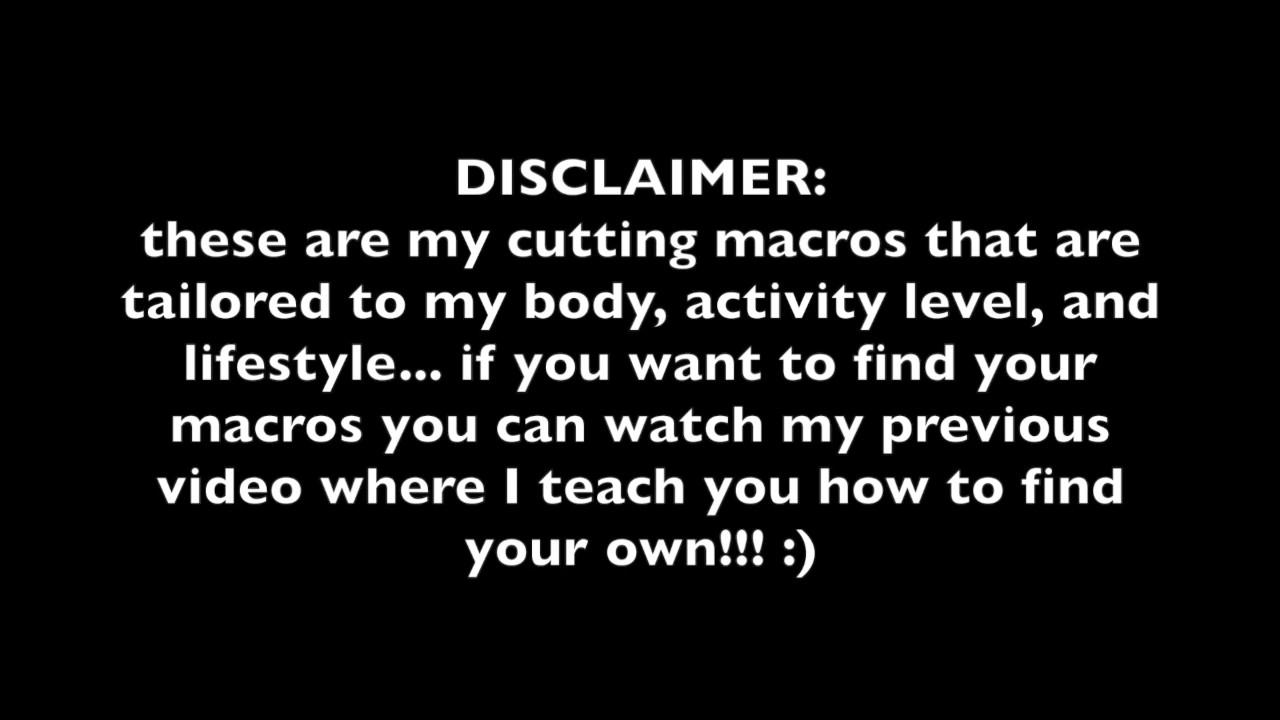 DISCLAIMER:
these are my cutting macros that are
tailored to my body, activity level, and
lifestyle... if you want to find your
macros you can watch my previous
video where I teach you how to find
your own!!! :)